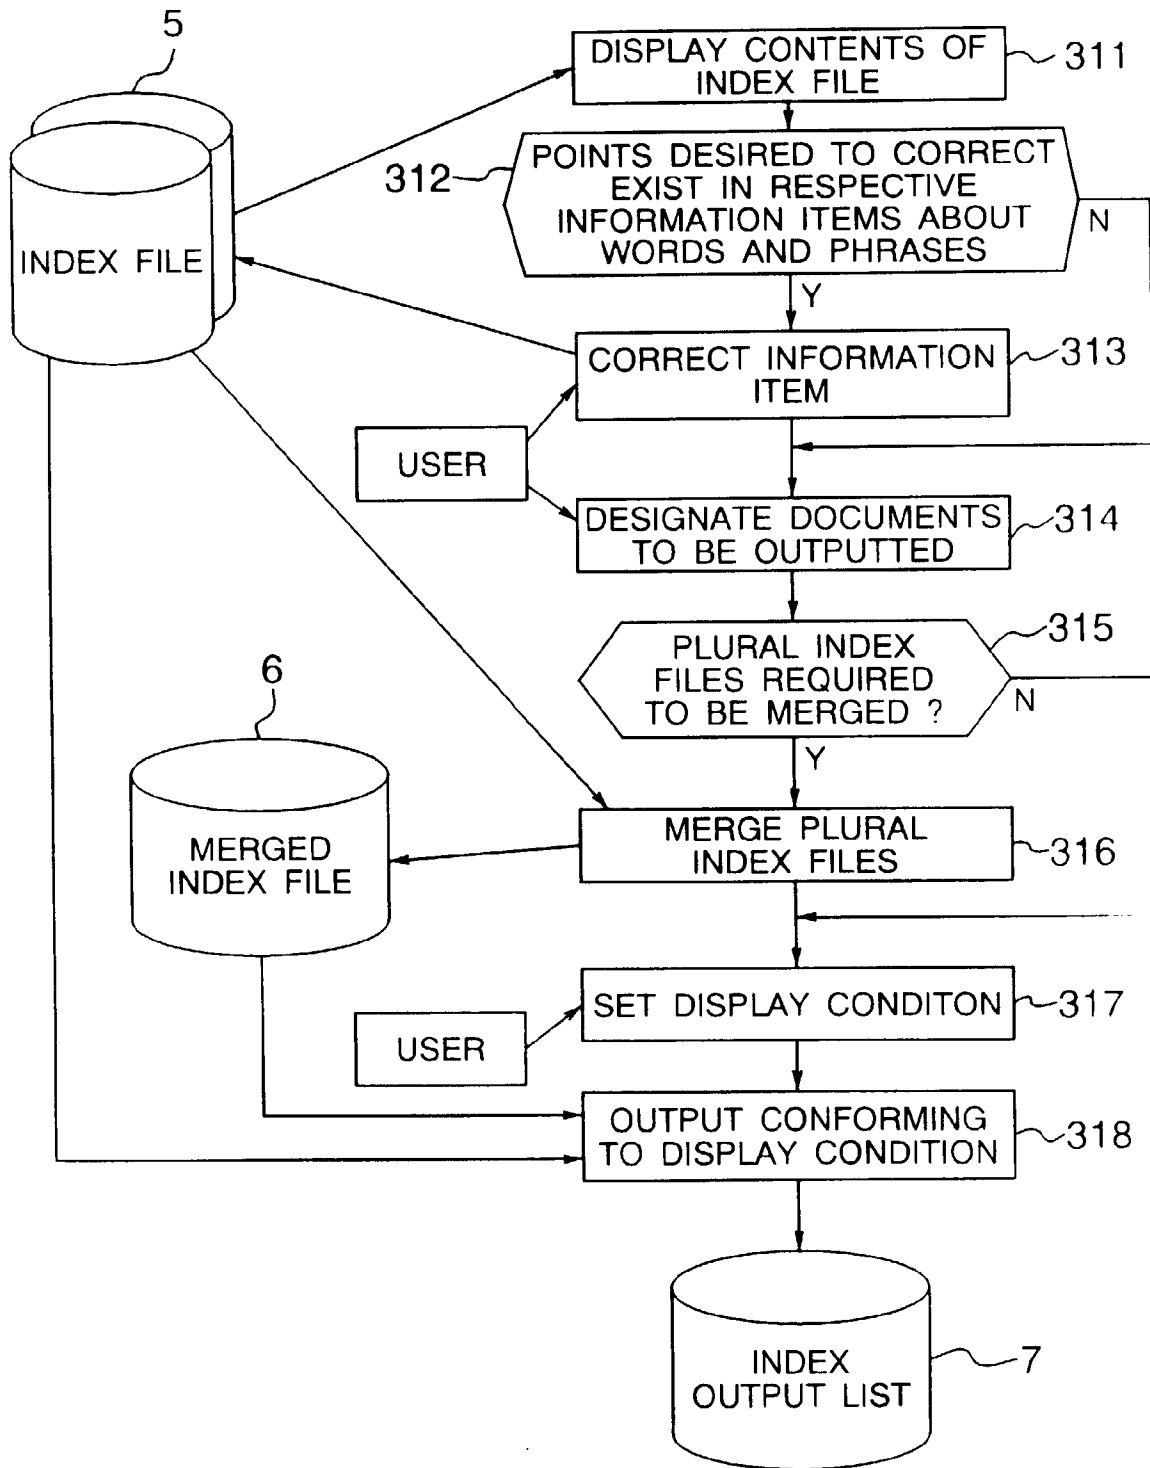 5
DISPLAY CONTENTS OF
INDEX FILE
311
POINTS DESIRED TO CORRECT
EXIST IN RESPECTIVE
INFORMATION ITEMS ABOUT
WORDS AND PHRASES
312
N
INDEX FILE
Y
CORRECT INFORMATION
ITEM
313
USER
DESIGNATE DOCUMENTS
TO BE OUTPUTTED
314
PLURAL INDEX
FILES REQUIRED
TO BE MERGED ?
315
N
6
Y
MERGED
INDEX FILE
MERGE PLURAL
INDEX FILES
316
SET DISPLAY CONDITON
317
USER
OUTPUT CONFORMING
TO DISPLAY CONDITION
318
INDEX
OUTPUT LIST
7